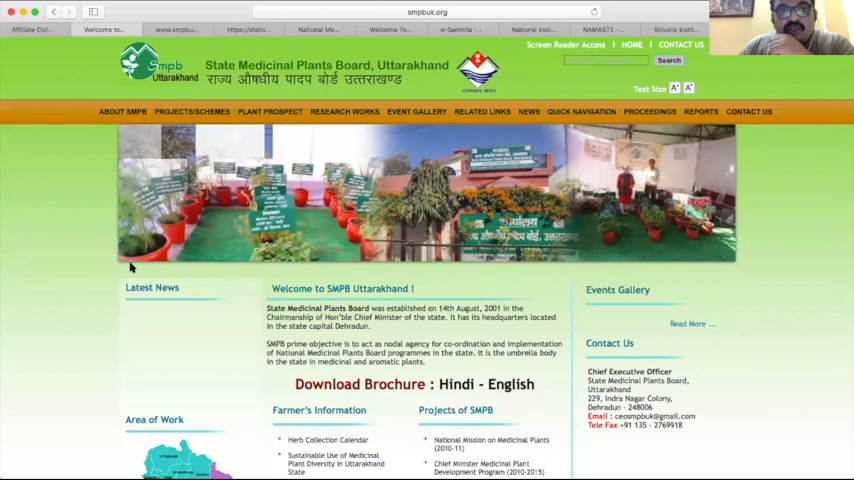 smpbuk.org
Affiliate Coll...
Welcome to...
www.smpbu...
https://static...
National Me...
Welcome To...
e-Samhita -...
National Insti...
NAMASTE -...
Shivalik Instit...
Smpb
Uttarakhand
State Medicinal Plants Board, Uttarakhand
राज्य औषधीय पादप बोर्ड उत्तराखण्ड
Screen Reader Access | HOME | CONTACT US
Search
Text Size A+ A-
ABOUT SMPB PROJECTS/SCHEMES PLANT PROSPECT RESEARCH WORKS EVENT GALLERY RELATED LINKS NEWS QUICK NAVIGATION PROCEEDINGS REPORTS CONTACT US
कार्यालय
Latest News
Area of Work
Welcome to SMPB Uttarakhand !
State Medicinal Plants Board was established on 14th August, 2001 in the
Chairmanship of Hon'ble Chief Minister of the state. It has its headquarters located
in the state capital Dehradun.
SMPB prime objective is to act as nodal agency for co-ordination and implementation
of National Medicinal Plants Board programmes in the state. It is the umbrella body
in the state in medicinal and aromatic plants.
Download Brochure : Hindi - English
Farmer's Information
Herb Collection Calendar
Sustainable Use of Medicinal
Plant Diversity in Uttarakhand
State
Projects of SMPB
National Mission on Medicinal Plants
(2010-11)
Chief Minister Medicinal Plant
Development Program (2010-2015)
Events Gallery
Read More ...
Contact Us
Chief Executive Officer
State Medicinal Plants Board,
Uttarakhand
229, Indra Nagar Colony,
Dehradun - 248006
Email : ceosmpbuk@gmail.com
Tele Fax +91 135 - 2769918